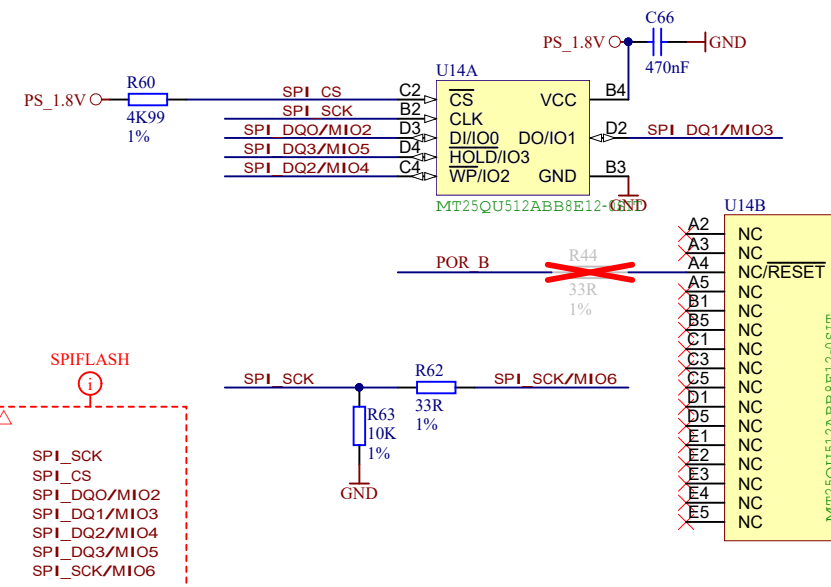 C66
PS_1.8V
GND
470nF
U14A
R60
PS_1.8V
4K99
1%
SPI_CS
C2
CS
VCC
B4
SPI_SCK
B2
CLK
SPI_DQ0/MIO2
D3
DI/IO0
DO/IO1
D2
SPI_DQ1/MIO3
SPI_DQ3/MIO5
D4
HOLD/IO3
SPI_DQ2/MIO4
C4
WP/IO2
GND
B3
GND
MT25QU512ABB8E12-0SIT
U14B
A2
NC
A3
NC
POR_B
R44
33R
1%
A4
NC/RESET
A5
NC
B1
NC
B5
NC
C1
NC
C3
NC
C5
NC
D1
NC
D5
NC
E1
NC
E2
NC
E3
NC
E4
NC
E5
NC
SPI_SCK
R62
33R
1%
SPI_SCK/MIO6
R63
10K
1%
GND
SPIFLASH
i
SPI_SCK
SPI_CS
SPI_DQ0/MIO2
SPI_DQ1/MIO3
SPI_DQ2/MIO4
SPI_DQ3/MIO5
SPI_SCK/MIO6